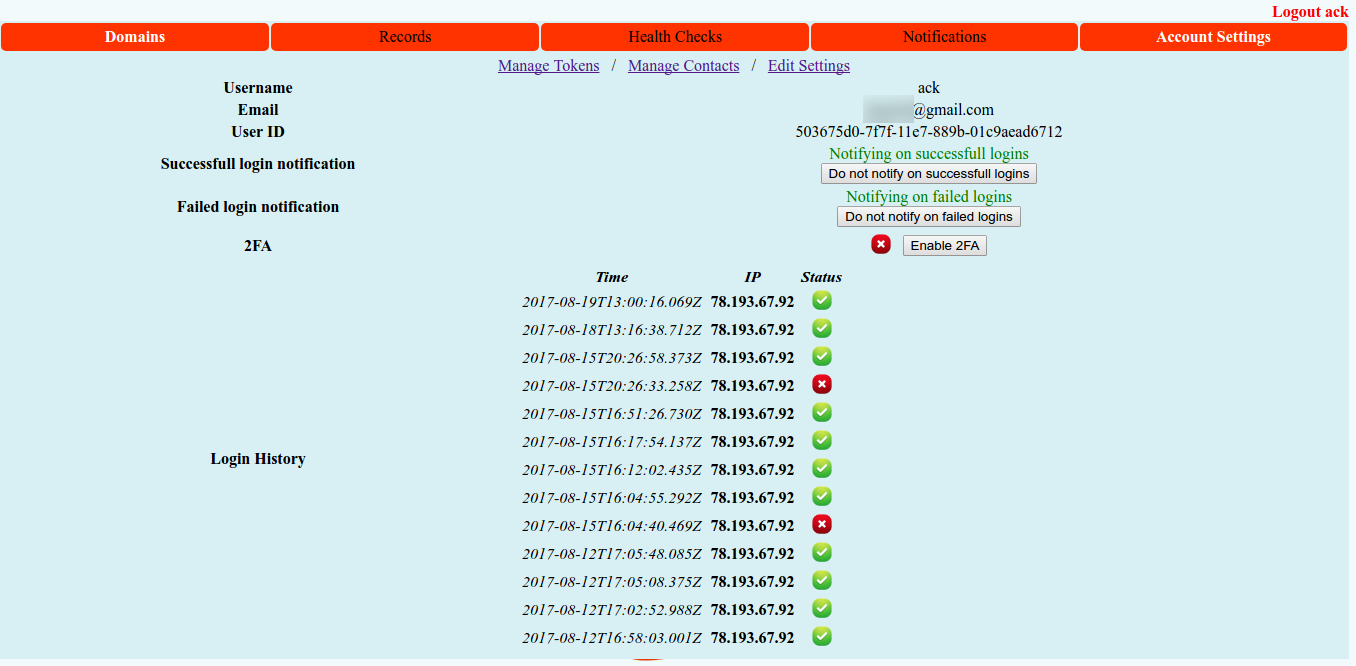 Logout ack
Domains Records Health Checks Notifications Account Settings
Manage Tokens / Manage Contacts / Edit Settings
Username ack
Email @gmail.com
User ID 503675d0-7f7f-11e7-889b-01c9aead6712
Successfull login notification Notifying on successfull logins
Do not notify on successfull logins
Failed login notification Notifying on failed logins
Do not notify on failed logins
2FA Enable 2FA
Time IP Status
2017-08-19T13:00:16.069Z 78.193.67.92
2017-08-18T13:16:38.712Z 78.193.67.92
2017-08-15T20:26:58.373Z 78.193.67.92
2017-08-15T20:26:33.258Z 78.193.67.92
2017-08-15T16:51:26.730Z 78.193.67.92
2017-08-15T16:17:54.137Z 78.193.67.92
Login History
2017-08-15T16:12:02.435Z 78.193.67.92
2017-08-15T16:04:55.292Z 78.193.67.92
2017-08-15T16:04:40.469Z 78.193.67.92
2017-08-12T17:05:48.085Z 78.193.67.92
2017-08-12T17:05:08.375Z 78.193.67.92
2017-08-12T17:02:52.988Z 78.193.67.92
2017-08-12T16:58:03.001Z 78.193.67.92